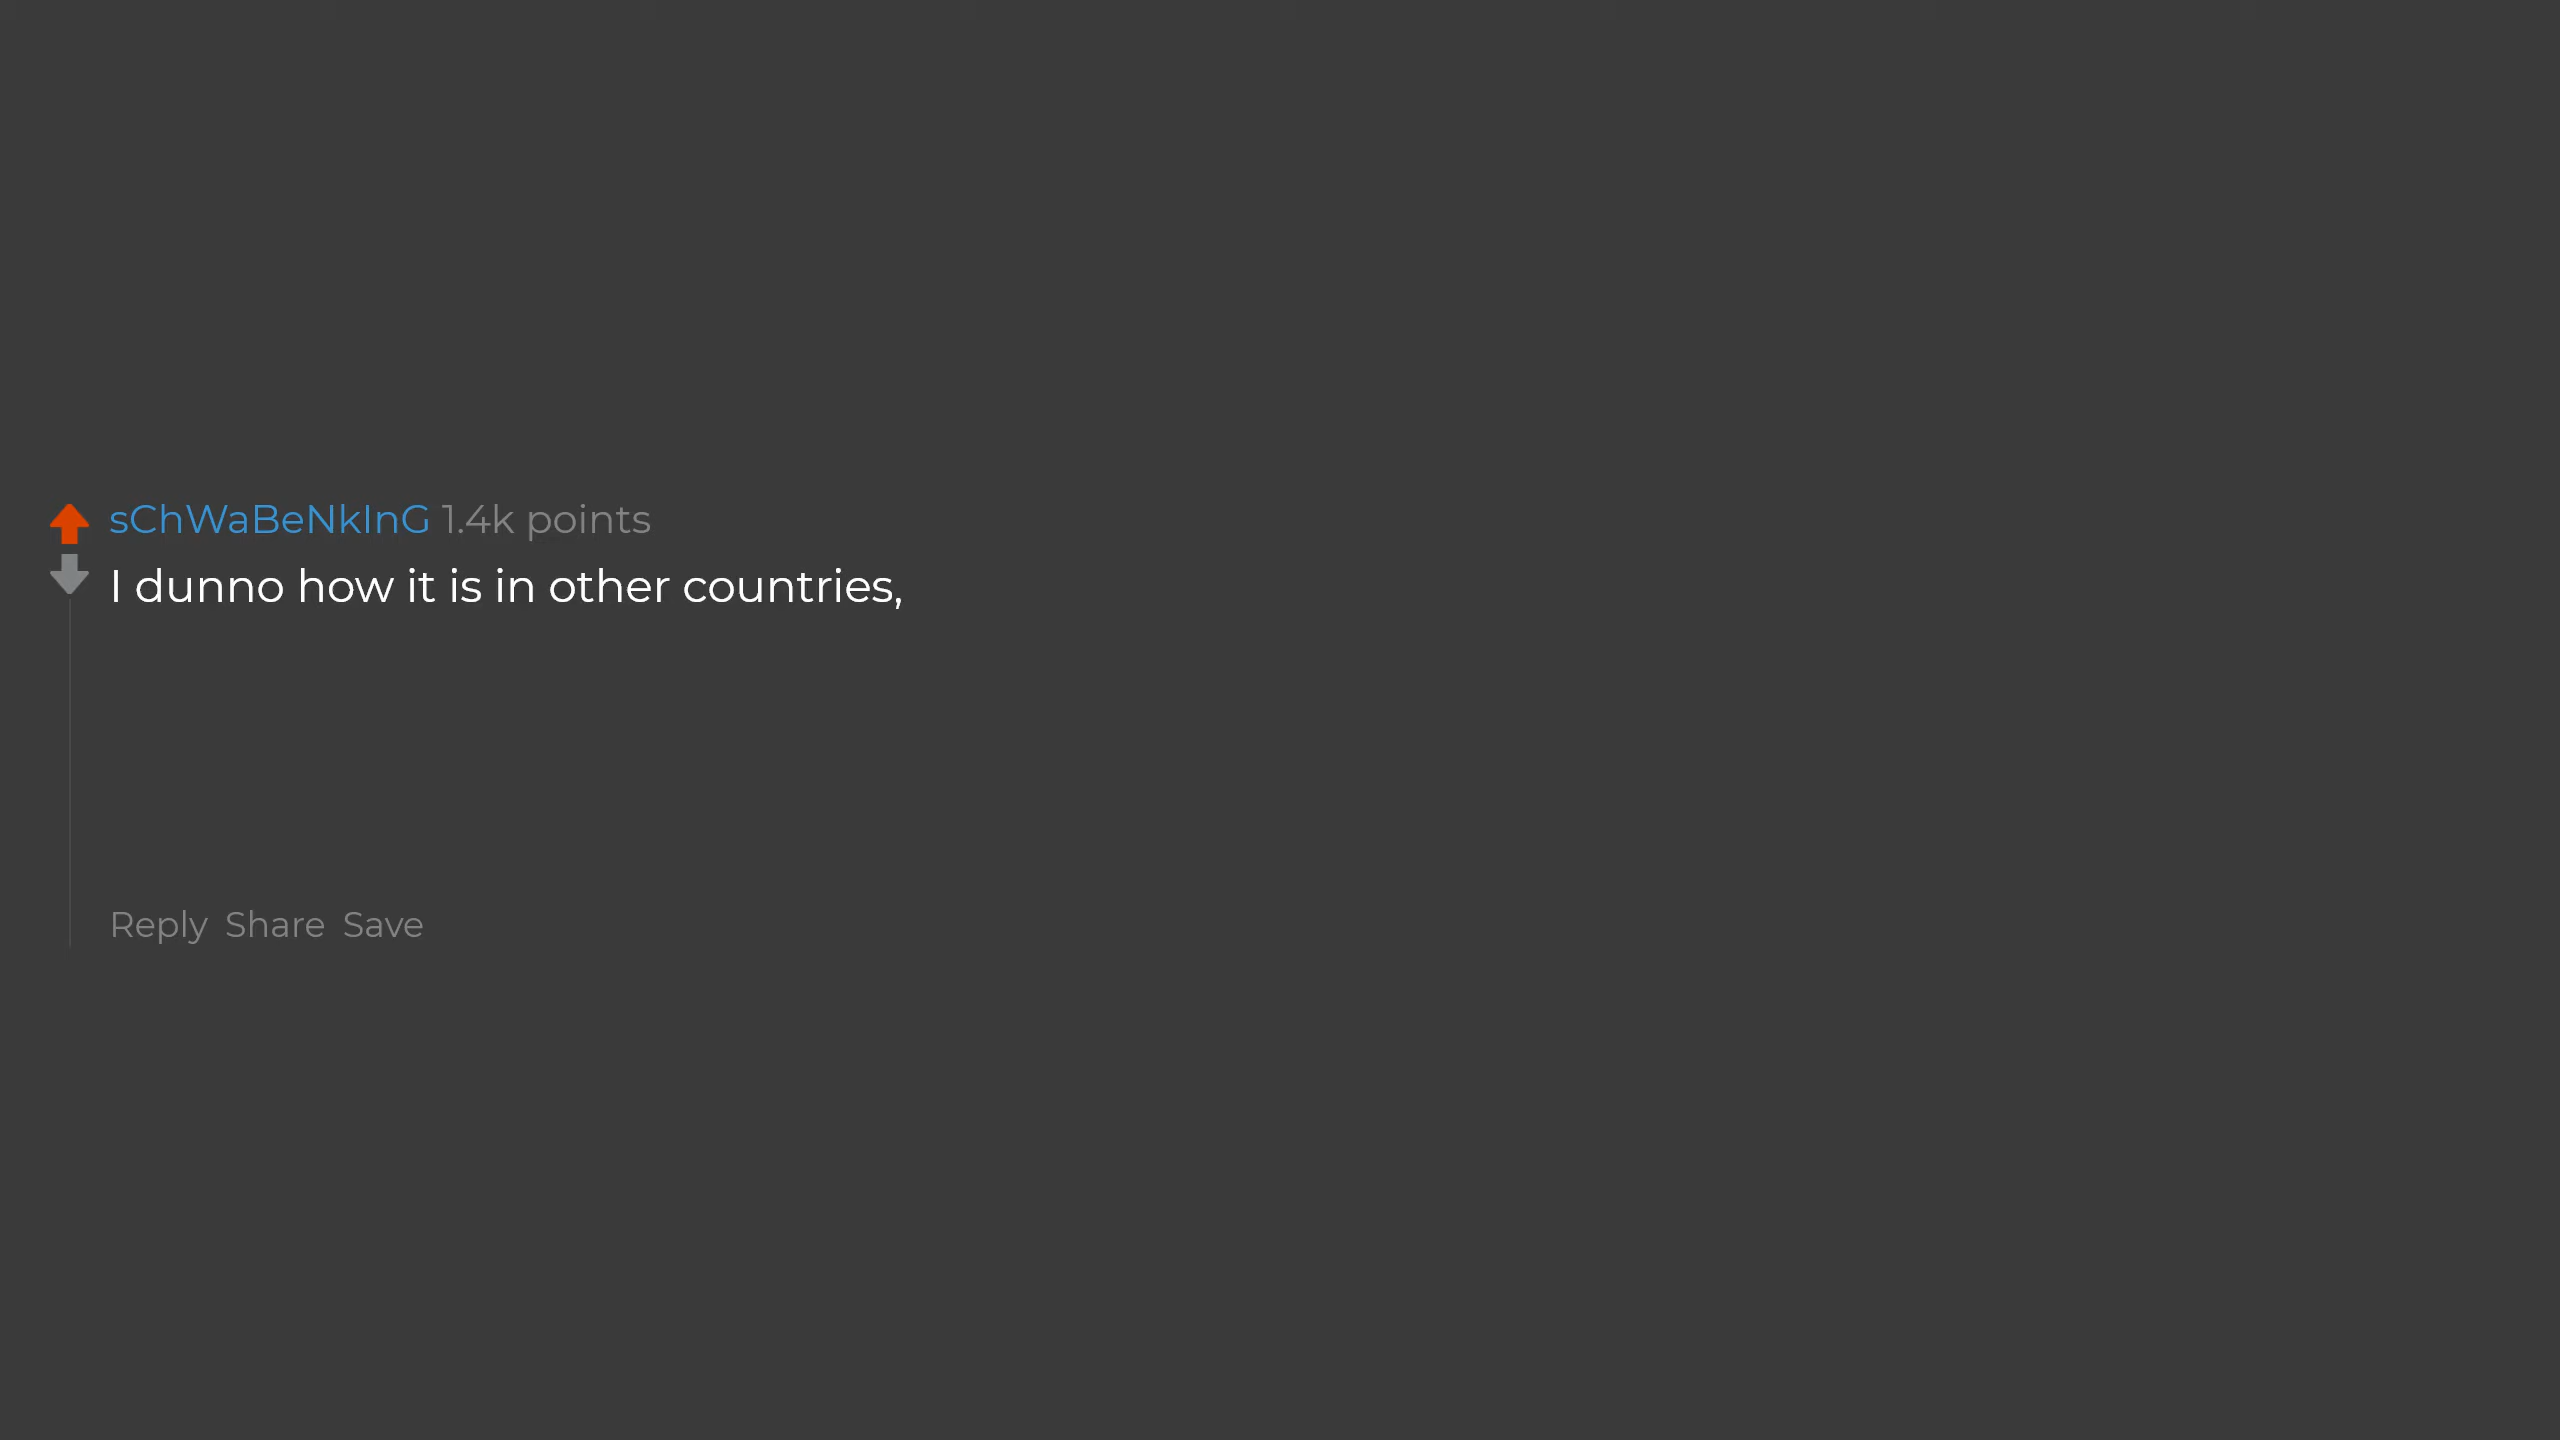 sChWaBeNkInG 1.4k points
I dunno how it is in other countries,
Reply Share Save